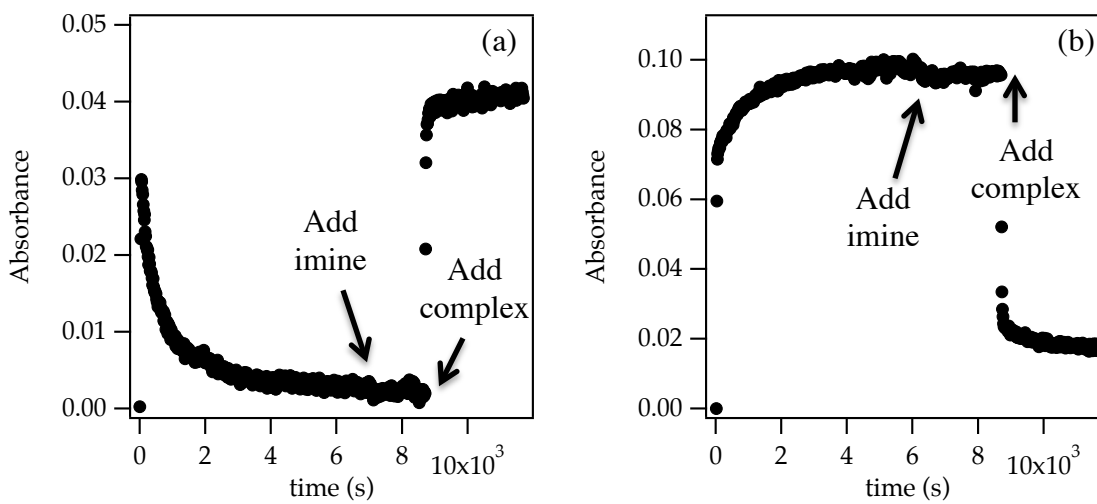 (a)
0.05
0.04
0.03
0.02
0.01
0.00
Absorbance
Add
imine
Add
complex
0
2
4
6
8
10x10³
time (s)
(b)
0.10
0.08
0.06
0.04
0.02
0.00
Absorbance
Add
imine
Add
complex
0
2
4
6
8
10x10³
time (s)